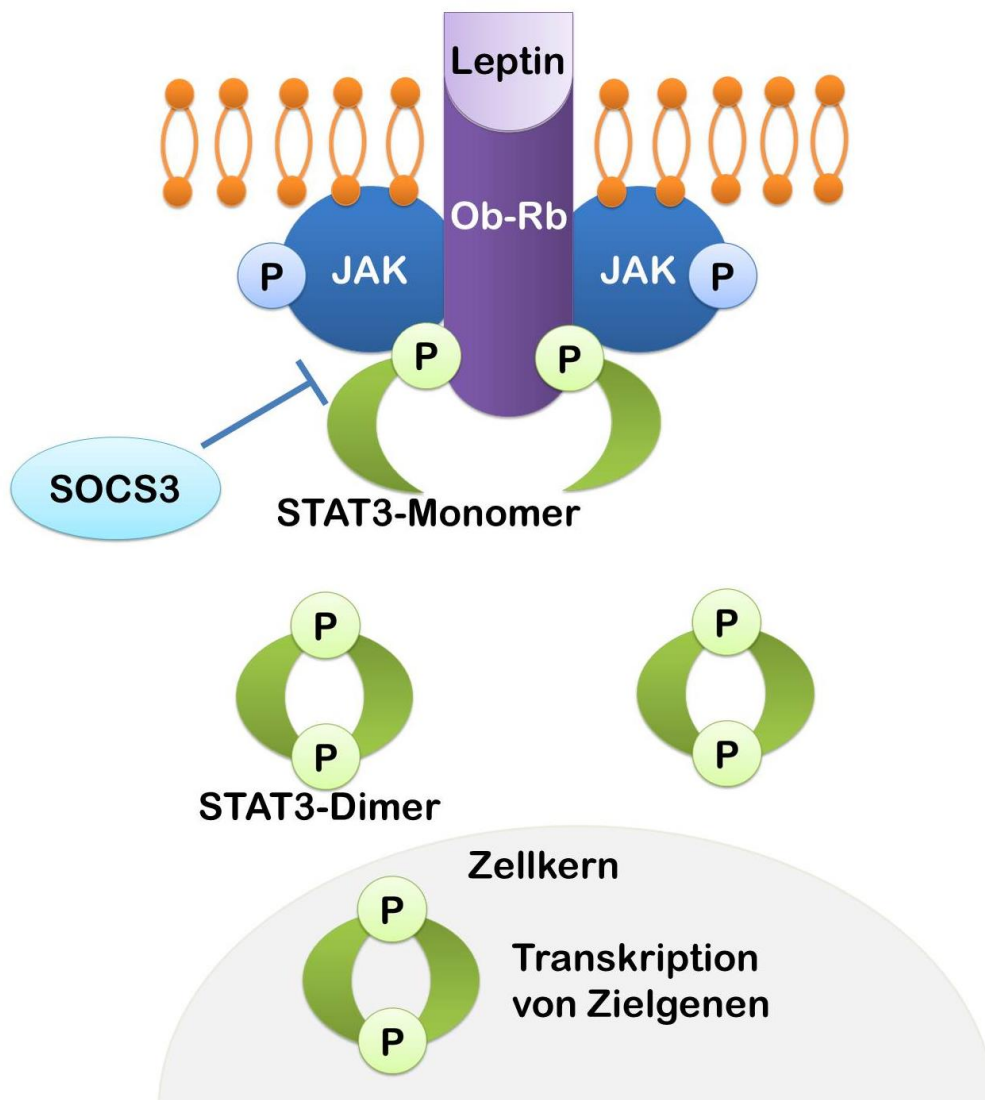 Leptin
Ob-Rb
P
JAK
JAK
P
P
P
SOCS3
STAT3-Monomer
P
P
P
P
STAT3-Dimer
Zellkern
P
Transkription
von Zielgenen
P